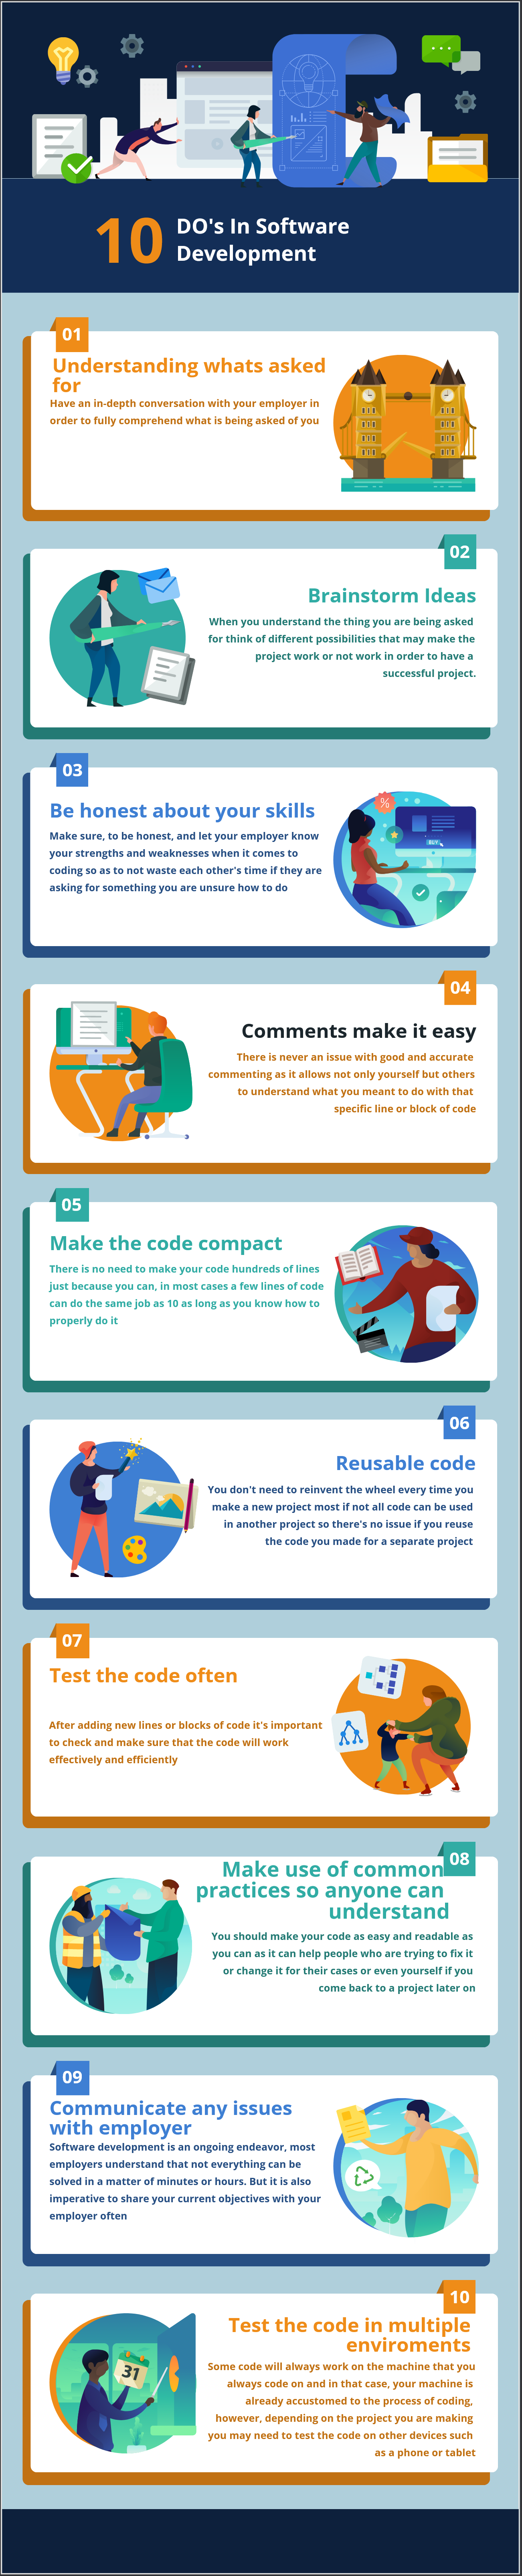 10
DO's In Software
Development
01
Understanding whats asked
for
Have an in-depth conversation with your employer in
order to fully comprehend what is being asked of you
02
Brainstorm Ideas
When you understand the thing you are being asked
for think of different possibilities that may make the
project work or not work in order to have a
successful project.
03
Be honest about your skills
Make sure, to be honest, and let your employer know
your strengths and weaknesses when it comes to
coding so as to not waste each other's time if they are
asking for something you are unsure how to do
%
BUY
04
Comments make it easy
There is never an issue with good and accurate
commenting as it allows not only yourself but others
to understand what you meant to do with that
specific line or block of code
05
Make the code compact
There is no need to make your code hundreds of lines
just because you can, in most cases a few lines of code
can do the same job as 10 as long as you know how to
properly do it
06
Reusable code
You don't need to reinvent the wheel every time you
make a new project most if not all code can be used
in another project so there's no issue if you reuse
the code you made for a separate project
07
Test the code often
After adding new lines or blocks of code it's important
to check and make sure that the code will work
effectively and efficiently
08
Make use of common
practices so anyone can
understand
You should make your code as easy and readable as
you can as it can help people who are trying to fix it
or change it for their cases or even yourself if you
come back to a project later on
09
Communicate any issues
with employer
Software development is an ongoing endeavor, most
employers understand that not everything can be
solved in a matter of minutes or hours. But it is also
imperative to share your current objectives with your
employer often
10
Test the code in multiple
enviroments
Some code will always work on the machine that you
always code on and in that case, your machine is
already accustomed to the process of coding,
however, depending on the project you are making
you may need to test the code on other devices such
as a phone or tablet
31